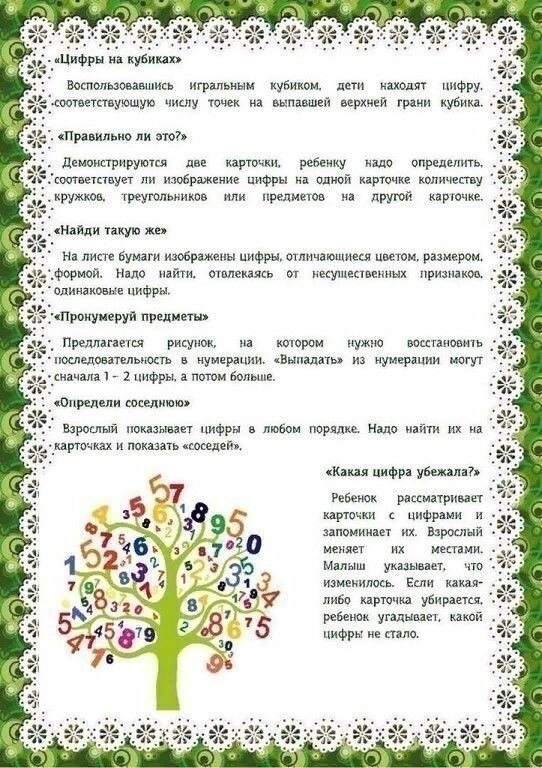 «Цифры на кубиках»
Воспользовавшись игральным кубиком, дети находят цифру,
соответствующую числу точек на выпавшей верхней грани кубика.
«Правильно ли это?»
Демонстрируются две карточки, ребенку надо определить,
соответствует ли изображение цифры на одной карточке количеству
кружков, треугольников или предметов на другой карточке.
«Найди такую же»
На листе бумаги изображены цифры, отличающиеся цветом, размером,
формой. Надо найти, отвлекаясь от несущественных признаков,
одинаковые цифры.
«Пронумеруй предметы»
Предлагается рисунок, на котором нужно восстановить
последовательность в нумерации. «Выпадать» из нумерации могут
сначала 1 – 2 цифры, а потом больше.
«Определи соседнюю»
Взрослый показывает цифры в любом порядке. Надо найти их на
карточках и показать «соседей».
«Какая цифра убежала?»
Ребенок рассматривает
карточки с цифрами и
запоминает их. Взрослый
меняет их местами.
Малыш указывает, что
изменилось. Если какая-
либо карточка убирается,
ребенок угадывает, какой
цифры не стало.